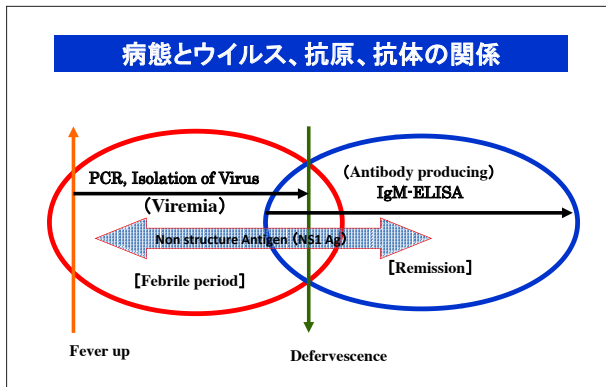 病態とウイルス、抗原、抗体の関係
PCR, Isolation of Virus
（Viremia）
（Antibody producing）
IgM-ELISA
Non structure Antigen （NS1 Ag）
［Febrile period］
［Remission］
Fever up
Defervescence